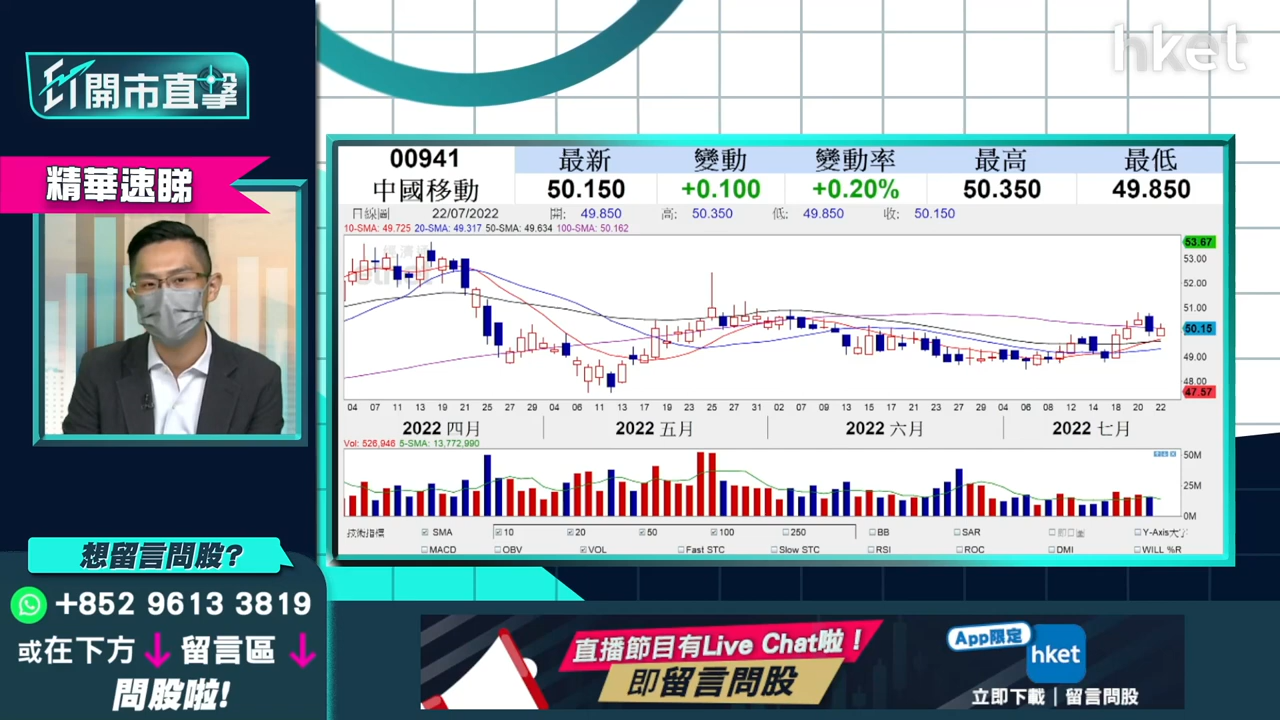 hket
ET開市直擊
精華速睇
00941 最新 變動 變動率 最高 最低
中國移動 50.150 +0.100 +0.20% 50.350 49.850
日線圖 22/07/2022 開: 49.850 高: 50.350 低: 49.850 收: 50.150
10-SMA: 49.725 20-SMA: 49.317 50-SMA: 49.634 100-SMA: 50.162
53.67
53.00
52.00
51.00
50.15
49.00
48.00
47.57
04 07 11 13 19 21 25 27 29 04 06 11 13 17 19 23 25 27 31 02 07 09 13 15 17 21 23 27 29 04 06 08 12 14 18 20 22
2022 四月 2022 五月 2022 六月 2022 七月
Vol: 526,946 5-SMA: 13,772,990
50M
25M
0M
技術指標 SMA 10 20 50 100 250 BB SAR Y-Axis大字
MACD OBV VOL Fast STC Slow STC RSI ROC DMI WILL %R
想留言問股?
+852 9613 3819
或在下方 留言區
問股啦!
直播節目有Live Chat啦!
即留言問股
App限定
hket
立即下載 | 留言問股